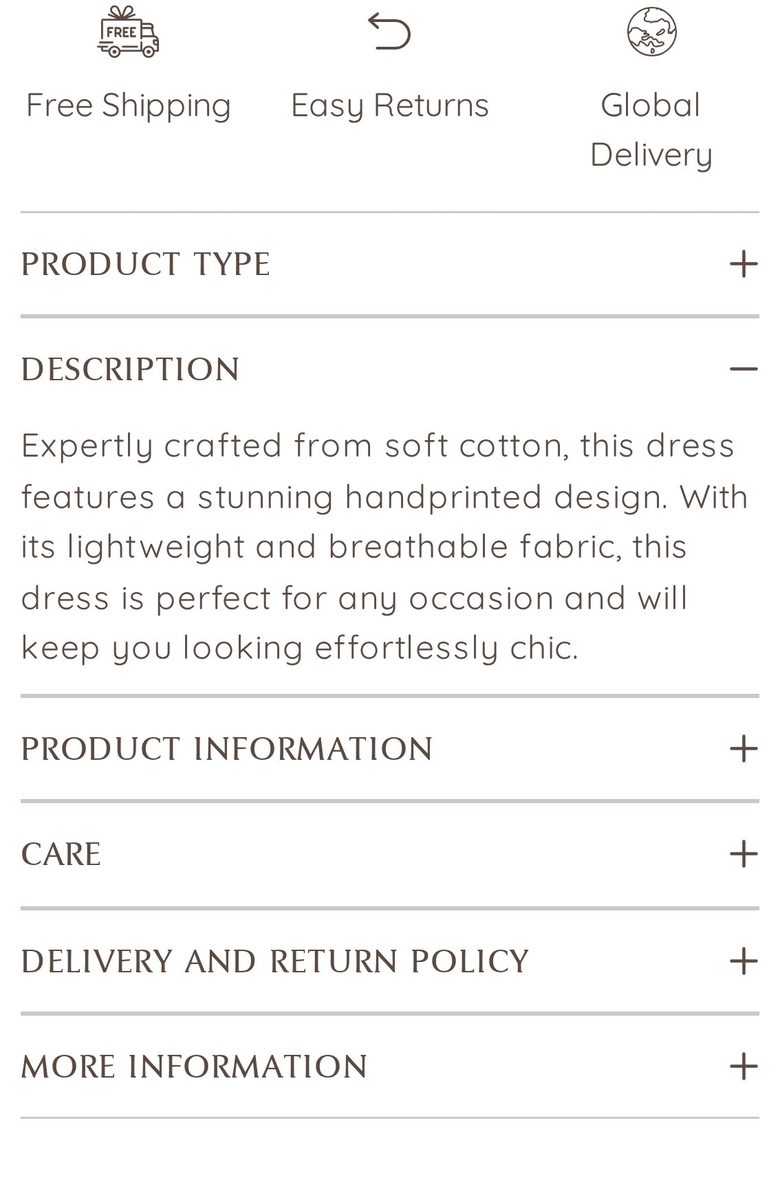 FREE
Free Shipping
Easy Returns
Global
Delivery
PRODUCT TYPE
DESCRIPTION
Expertly crafted from soft cotton, this dress
features a stunning handprinted design. With
its lightweight and breathable fabric, this
dress is perfect for any occasion and will
keep you looking effortlessly chic.
PRODUCT INFORMATION
CARE
DELIVERY AND RETURN POLICY
MORE INFORMATION